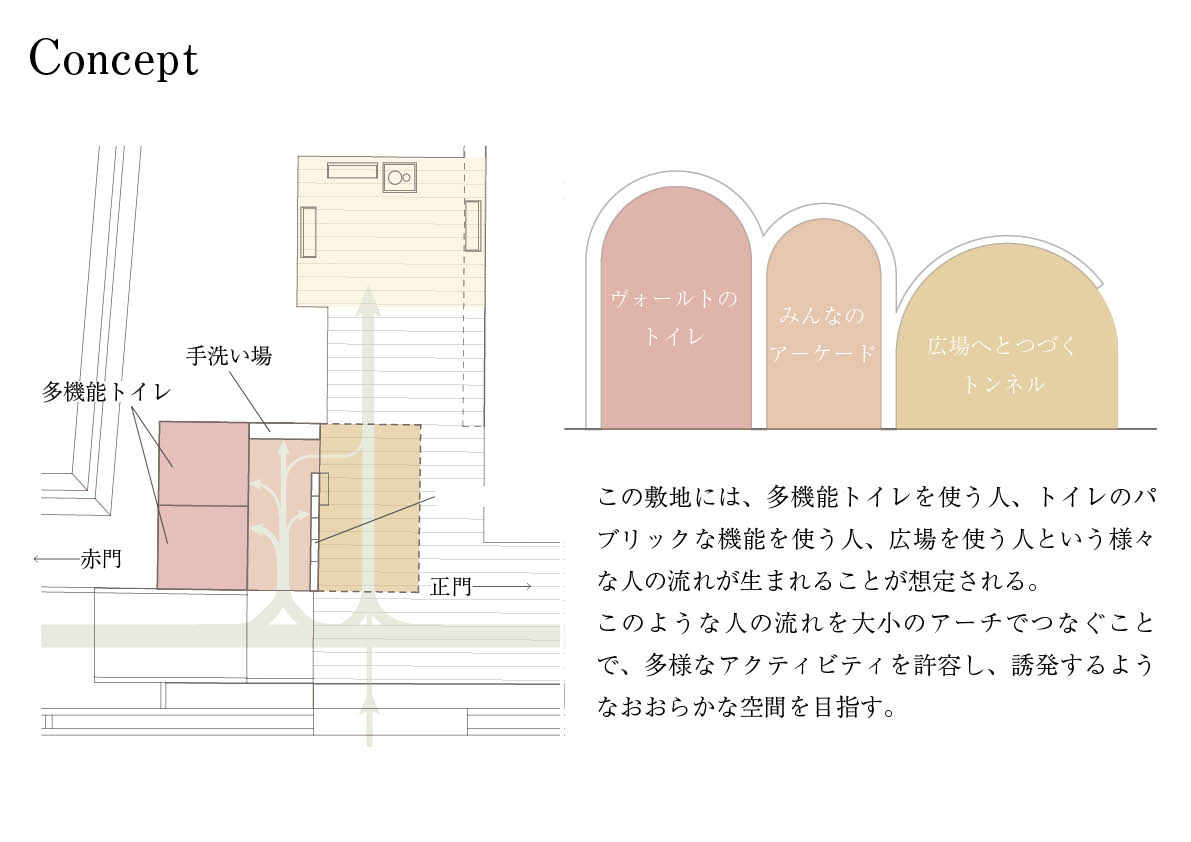 Concept
手洗い場
多機能トイレ
赤門
正門
ヴォールトの
トイレ
みんなの
アーケード
広場へとつづく
トンネル
この敷地には、多機能トイレを使う人、トイレのパ
ブリックな機能を使う人、広場を使う人という様々
な人の流れが生まれることが想定される。
このような人の流れを大小のアーチでつなぐこと
で、多様なアクティビティを許容し、誘発するよう
なおおらかな空間を目指す。